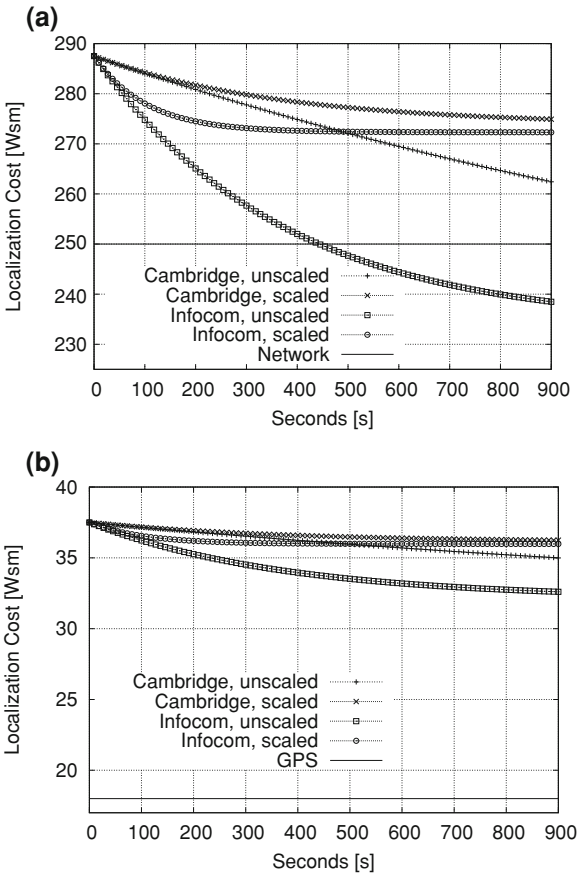 (a)
290
280
270
260
250
240
230
Localization Cost [Wsm]
Cambridge, unscaled
Cambridge, scaled
Infocom, unscaled
Infocom, scaled
Network
0 100 200 300 400 500 600 700 800 900
Seconds [s]
(b)
40
35
30
25
20
Localization Cost [Wsm]
Cambridge, unscaled
Cambridge, scaled
Infocom, unscaled
Infocom, scaled
GPS
0 100 200 300 400 500 600 700 800 900
Seconds [s]